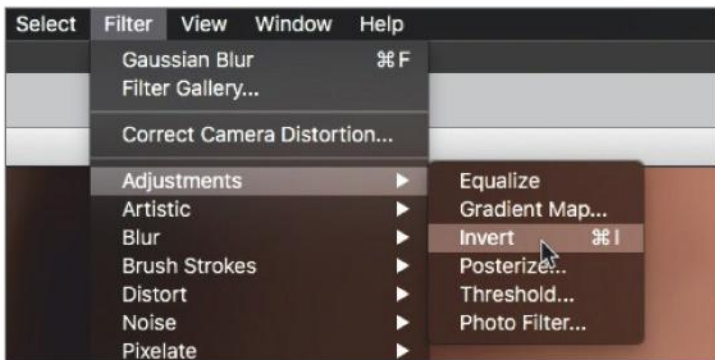 Select Filter View Window Help
Gaussian Blur ⌘F
Filter Gallery...
Correct Camera Distortion...
Adjustments ▶
Artistic ▶
Blur ▶
Brush Strokes ▶
Distort ▶
Noise ▶
Pixelate ▶
Equalize
Gradient Map...
Invert ⌘I
Posterize...
Threshold...
Photo Filter...